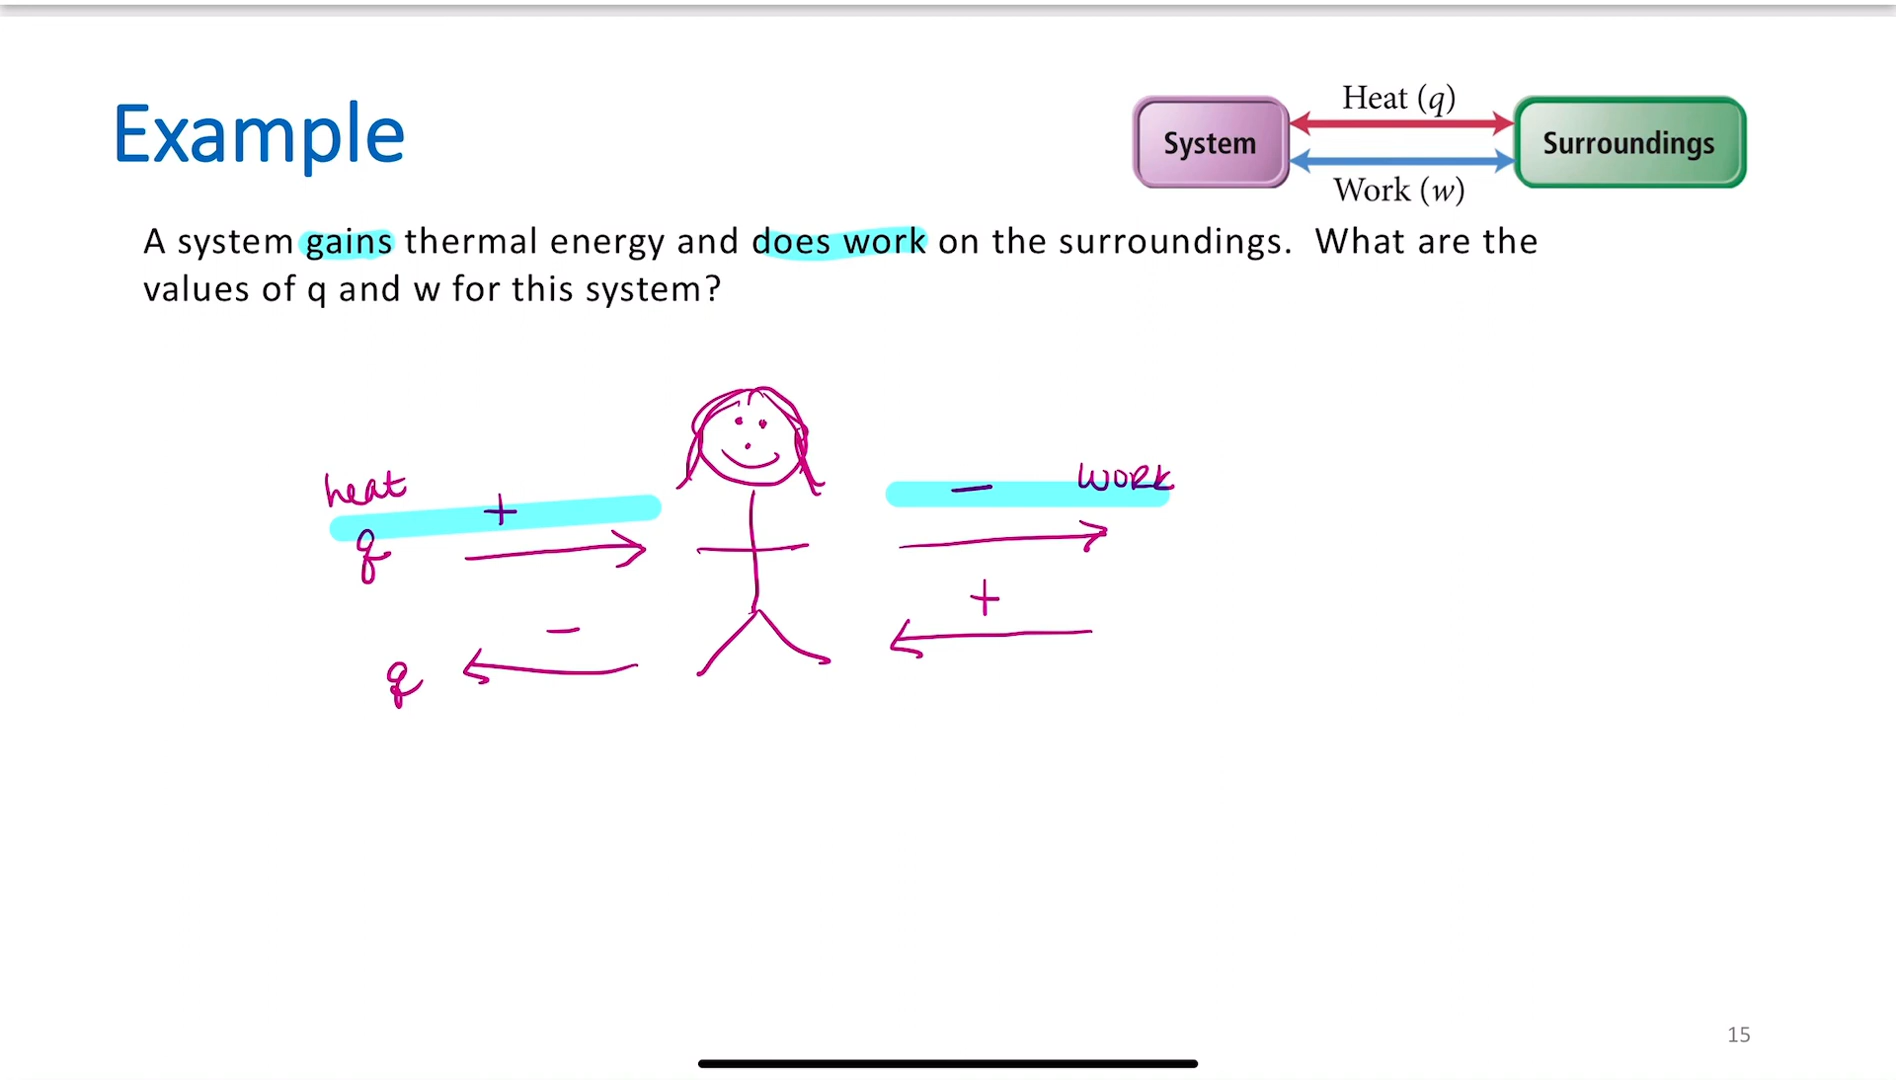 Example
System
Heat (q)
Work (w)
Surroundings
A system gains thermal energy and does work on the surroundings. What are the
values of q and w for this system?
heat
+
q
− WORK
+
−
q
15